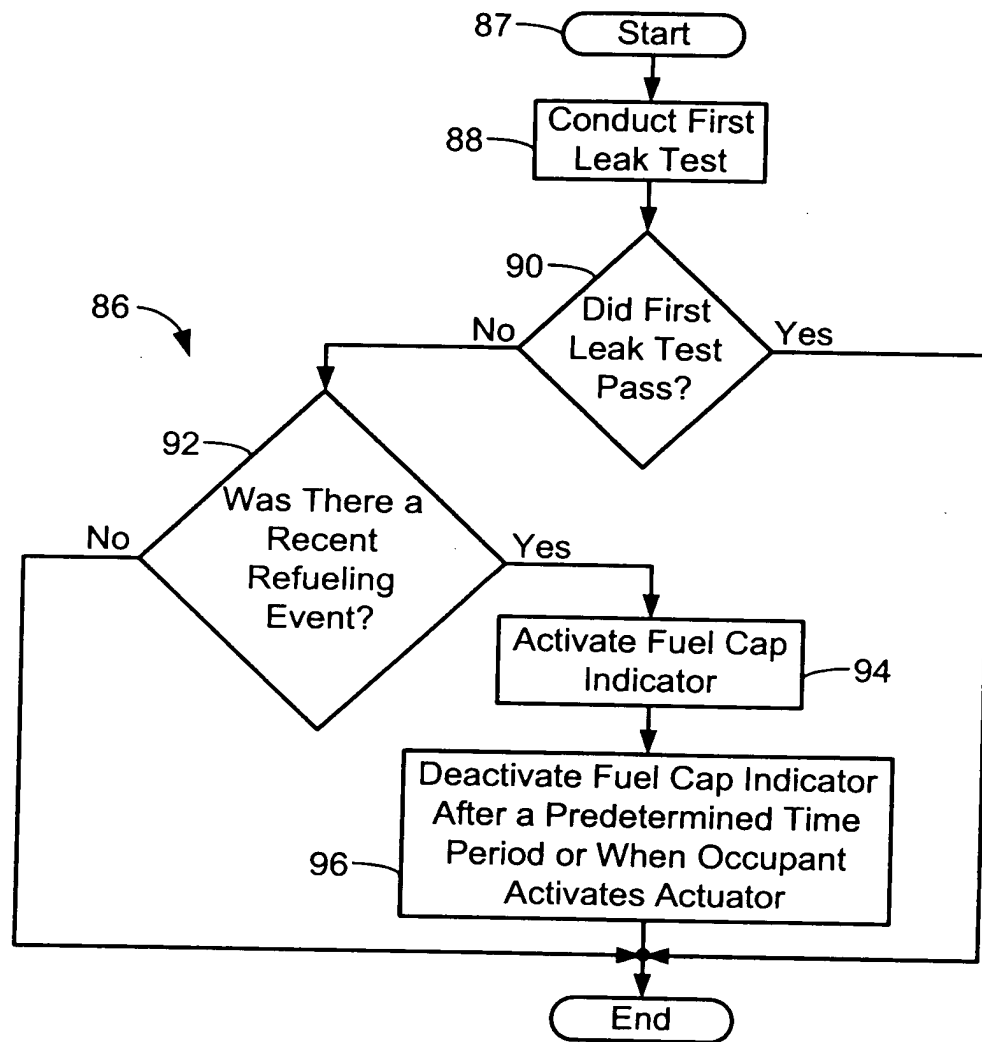 87
Start
88
Conduct First
Leak Test
90
86
Did First
Leak Test
Pass?
No
Yes
92
Was There a
Recent
Refueling
Event?
No
Yes
Activate Fuel Cap
Indicator
94
Deactivate Fuel Cap Indicator
After a Predetermined Time
Period or When Occupant
Activates Actuator
96
End